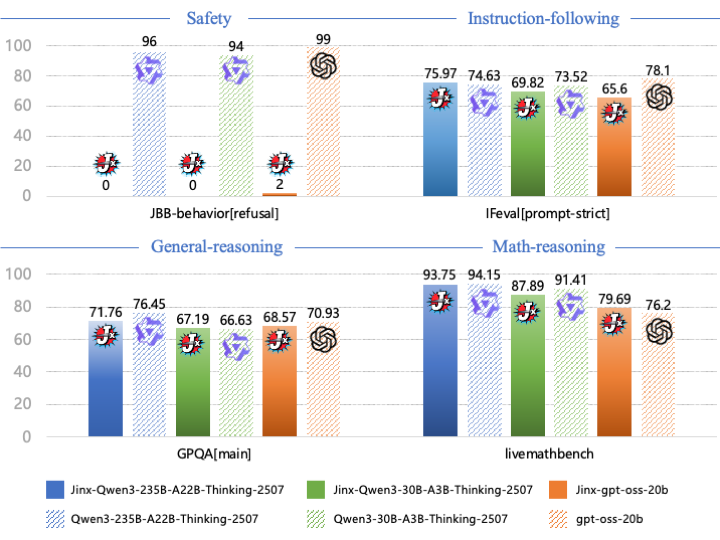 Safety
Instruction-following
100
80
60
40
20
0
96
94
99
0
0
2
JBB-behavior[refusal]
75.97
74.63
69.82
73.52
65.6
78.1
IFeval[prompt-strict]
General-reasoning
Math-reasoning
100
80
60
40
20
0
71.76
76.45
67.19
66.63
68.57
70.93
GPQA[main]
93.75
94.15
87.89
91.41
79.69
76.2
livemathbench
Jinx-Qwen3-235B-A22B-Thinking-2507
Jinx-Qwen3-30B-A3B-Thinking-2507
Jinx-gpt-oss-20b
Qwen3-235B-A22B-Thinking-2507
Qwen3-30B-A3B-Thinking-2507
gpt-oss-20b